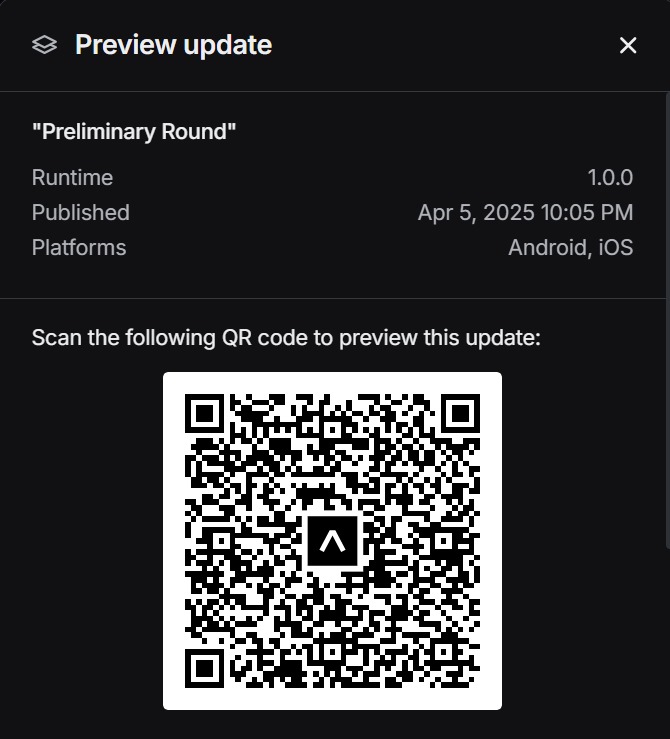 Preview update
"Preliminary Round"
Runtime 1.0.0
Published Apr 5, 2025 10:05 PM
Platforms Android, iOS
Scan the following QR code to preview this update: